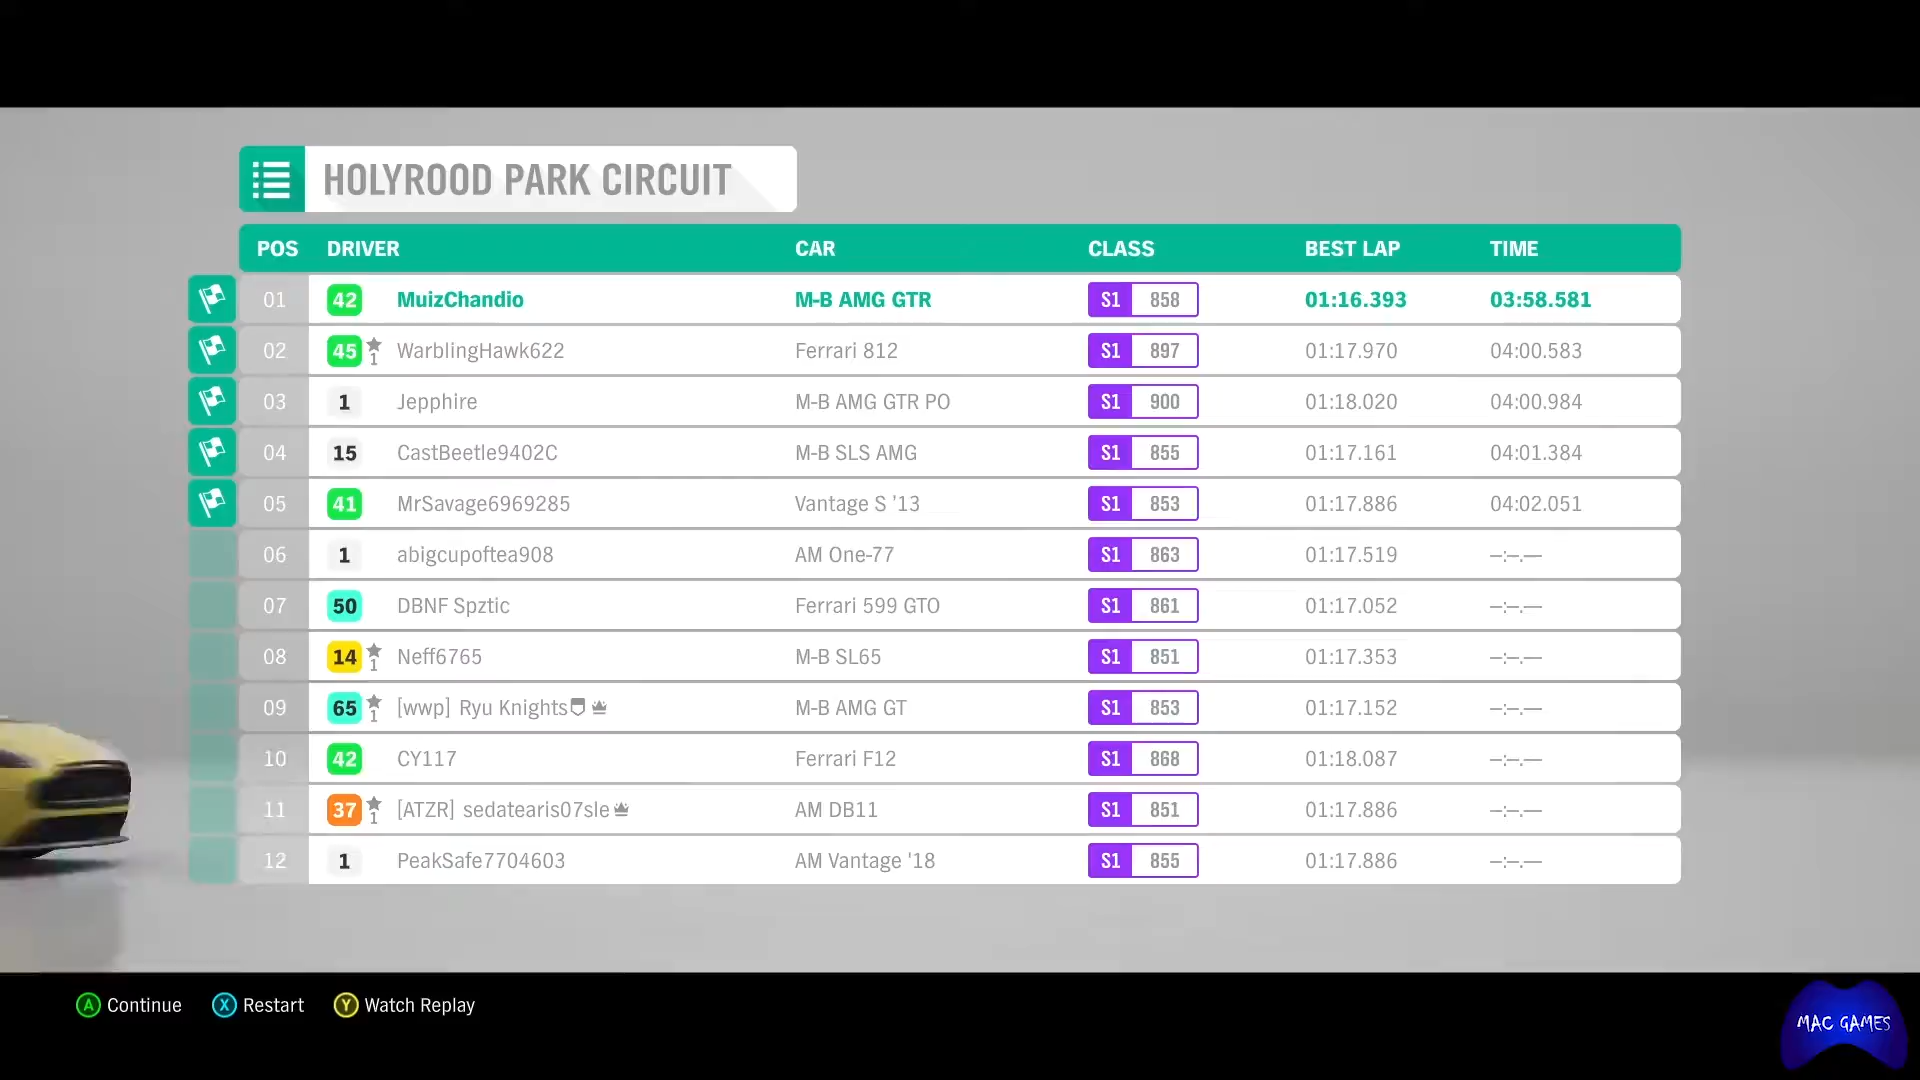 HOLYROOD PARK CIRCUIT
POS DRIVER CAR CLASS BEST LAP TIME
01 42 MuizChandio M-B AMG GTR S1 858 01:16.393 03:58.581
02 45 1 WarblingHawk622 Ferrari 812 S1 897 01:17.970 04:00.583
03 1 Jepphire M-B AMG GTR PO S1 900 01:18.020 04:00.984
04 15 CastBeetle9402C M-B SLS AMG S1 855 01:17.161 04:01.384
05 41 MrSavage6969285 Vantage S '13 S1 853 01:17.886 04:02.051
06 1 abigcupoftea908 AM One-77 S1 863 01:17.519 --:--.---
07 50 DBNF Spztic Ferrari 599 GTO S1 861 01:17.052 --:--.---
08 14 1 Neff6765 M-B SL65 S1 851 01:17.353 --:--.---
09 65 1 [wwp] Ryu Knights M-B AMG GT S1 853 01:17.152 --:--.---
10 42 CY117 Ferrari F12 S1 868 01:18.087 --:--.---
11 37 1 [ATZR] sedatearis07sle AM DB11 S1 851 01:17.886 --:--.---
12 1 PeakSafe7704603 AM Vantage '18 S1 855 01:17.886 --:--.---
A Continue X Restart Y Watch Replay
MAC GAMES